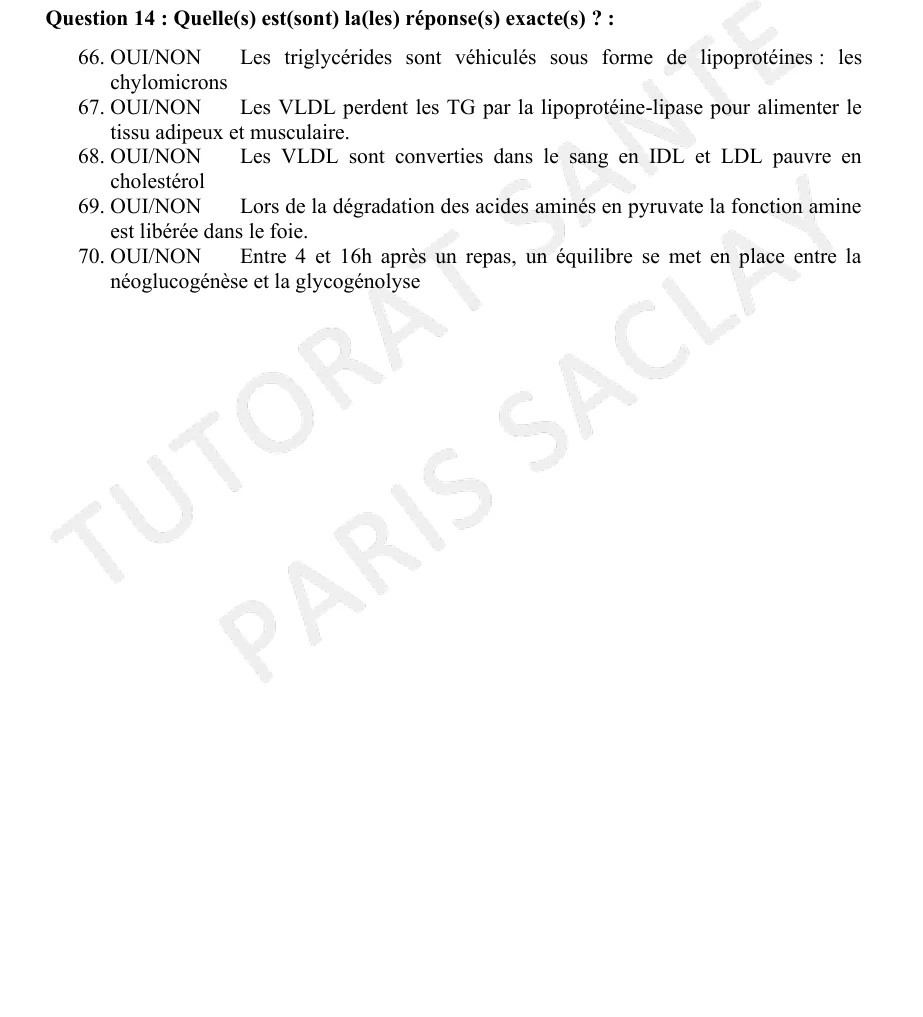 Question 14 : Quelle(s) est(sont) la(les) réponse(s) exacte(s) ? :
66. OUI/NON Les triglycérides sont véhiculés sous forme de lipoprotéines : les
chylomicrons
67. OUI/NON Les VLDL perdent les TG par la lipoprotéine-lipase pour alimenter le
tissu adipeux et musculaire.
68. OUI/NON Les VLDL sont converties dans le sang en IDL et LDL pauvre en
cholestérol
69. OUI/NON Lors de la dégradation des acides aminés en pyruvate la fonction amine
est libérée dans le foie.
70. OUI/NON Entre 4 et 16h après un repas, un équilibre se met en place entre la
néoglucogénèse et la glycogénolyse
TUTORAT SANTE
PARIS SACLAY